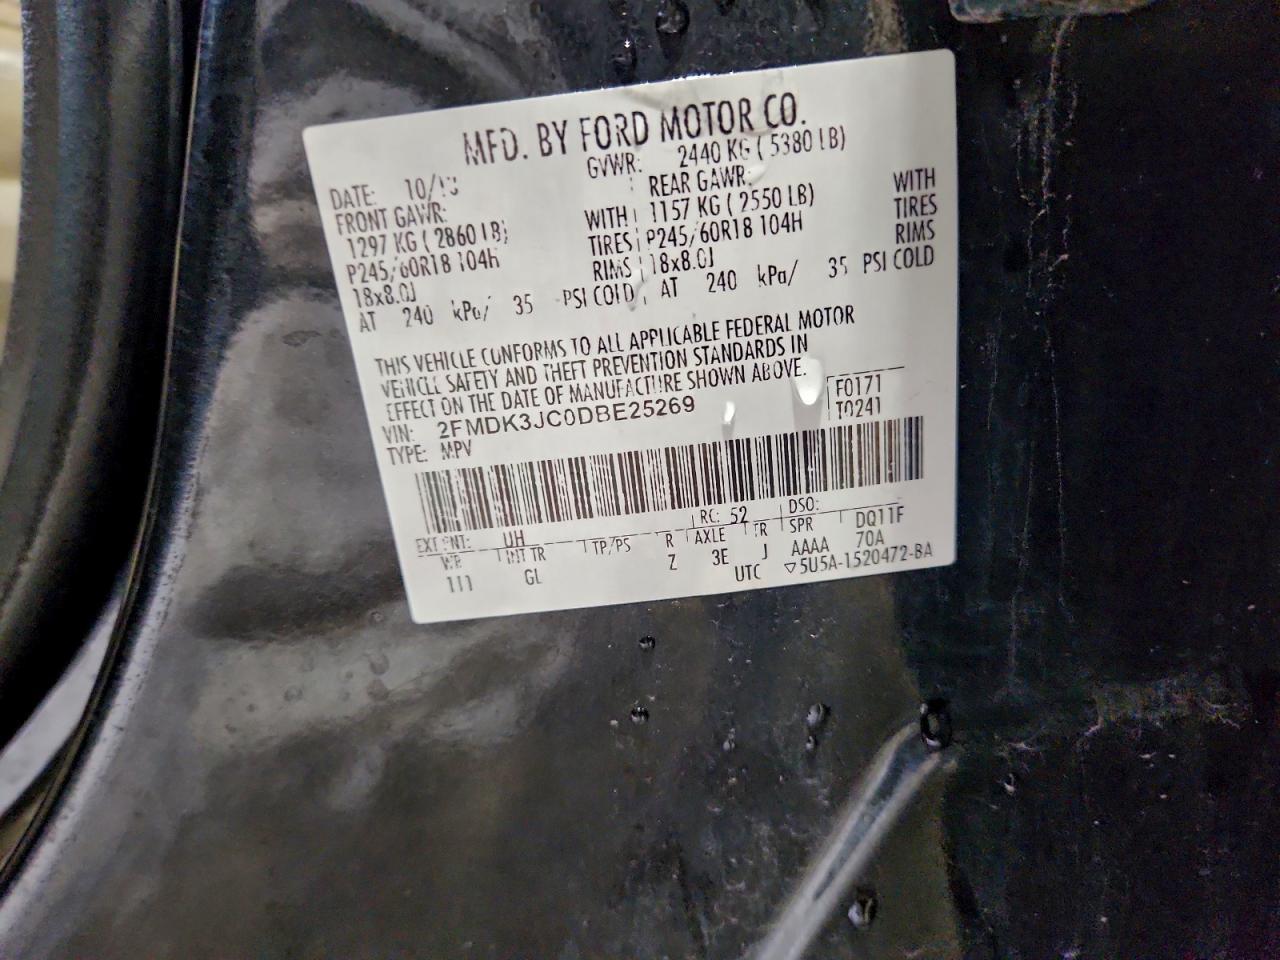 MFD. BY FORD MOTOR CO.
DATE: GVWR: 2440 KG ( 5380 LB)
FRONT GAWR: REAR GAWR:
1297 KG ( 2860 LB) WITH 1157 KG ( 2550 LB) WITH
P245/60R18 104H TIRES P245/60R18 104H TIRES
18x8.0J RIMS 18x8.0J RIMS
AT 240 kPa/ 35 PSI COLD AT 240 kPa/ 35 PSI COLD
THIS VEHICLE CONFORMS TO ALL APPLICABLE FEDERAL MOTOR
VEHICLE SAFETY AND THEFT PREVENTION STANDARDS IN
EFFECT ON THE DATE OF MANUFACTURE SHOWN ABOVE.
VIN: 2FMDK3JC0DBE25269 F0171
TYPE: MPV T0241
EXT PNT: UH RC: 52 DSO:
WB INT TR TP/PS R AXLE TR SPR DQ11F
111 GL Z 3E J AAAA 70A
UTC ▽5U5A-1520472-BA